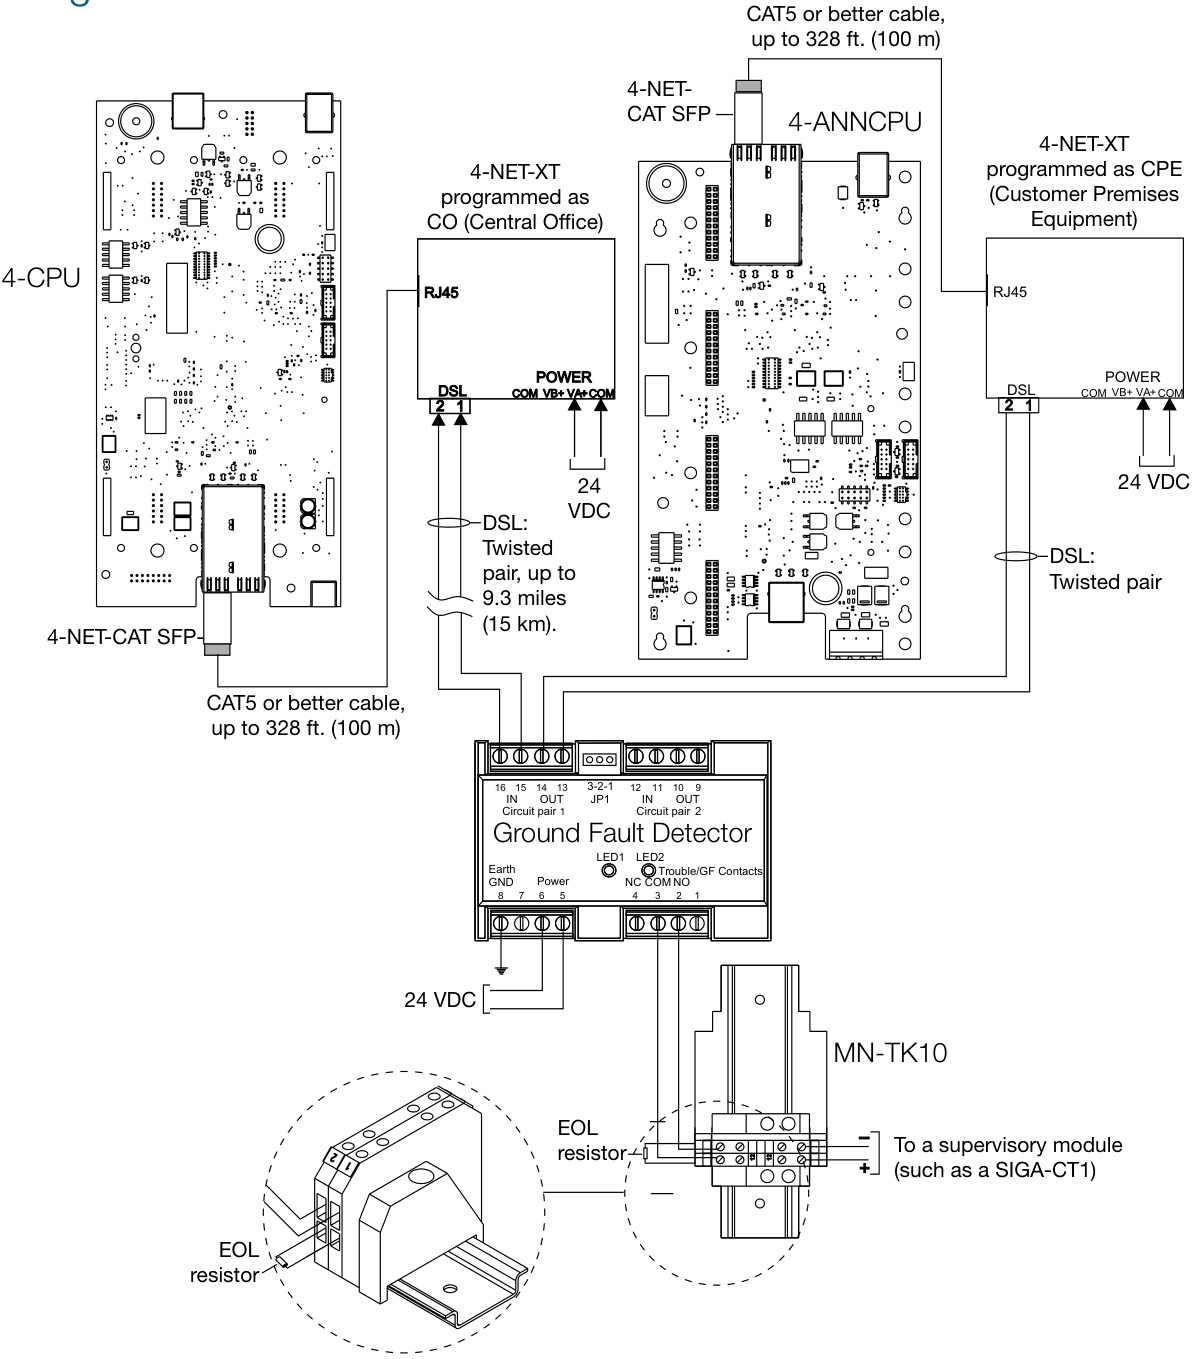 CAT5 or better cable,
up to 328 ft. (100 m)
4-NET-
CAT SFP
4-ANNCPU
4-NET-XT
programmed as
CO (Central Office)
4-NET-XT
programmed as CPE
(Customer Premises
Equipment)
4-CPU
RJ45
RJ45
POWER
COM VB+ VA+ COM
DSL
2 1
POWER
COM VB+ VA+ COM
DSL
2 1
24
VDC
24 VDC
DSL:
Twisted
pair, up to
9.3 miles
(15 km).
DSL:
Twisted pair
4-NET-CAT SFP
CAT5 or better cable,
up to 328 ft. (100 m)
16 15 14 13 3-2-1 12 11 10 9
IN OUT JP1 IN OUT
Circuit pair 1 Circuit pair 2
Ground Fault Detector
LED1 LED2
Earth
GND
Power
Trouble/GF Contacts
NC COM NO
8 7 6 5 4 3 2 1
24 VDC
MN-TK10
EOL
resistor
To a supervisory module
(such as a SIGA-CT1)
2 1
EOL
resistor